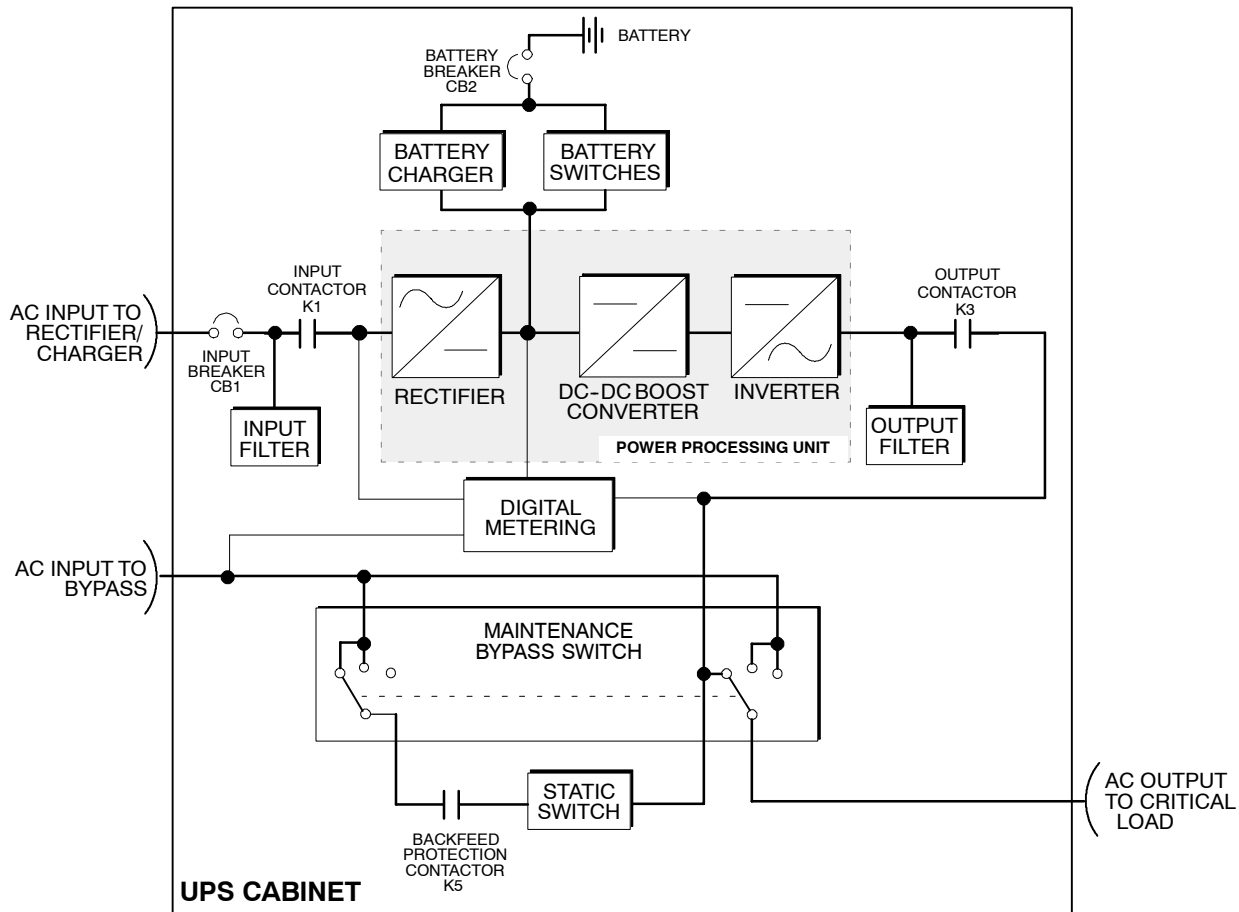 BATTERY
BATTERY
BREAKER
CB2
BATTERY
CHARGER
BATTERY
SWITCHES
INPUT
CONTACTOR
K1
OUTPUT
CONTACTOR
K3
AC INPUT TO
RECTIFIER/
CHARGER
INPUT
BREAKER
CB1
RECTIFIER
DC-DC BOOST
CONVERTER
INVERTER
INPUT
FILTER
POWER PROCESSING UNIT
OUTPUT
FILTER
DIGITAL
METERING
AC INPUT TO
BYPASS
MAINTENANCE
BYPASS SWITCH
STATIC
SWITCH
AC OUTPUT
TO CRITICAL
LOAD
BACKFEED
PROTECTION
CONTACTOR
K5
UPS CABINET